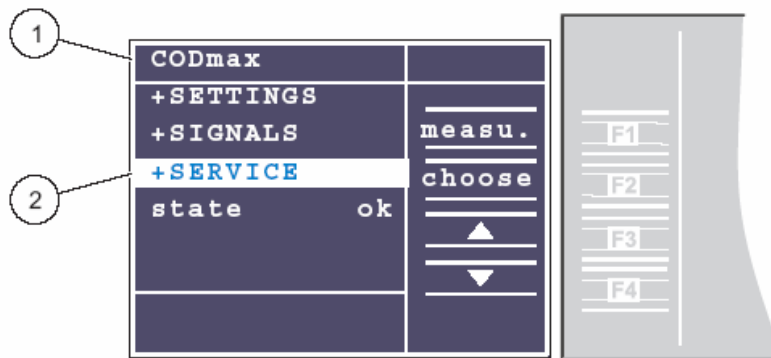 1
CODmax
+SETTINGS
+SIGNALS
measu.
F1
+SERVICE
choose
F2
2
state ok
F3
F4